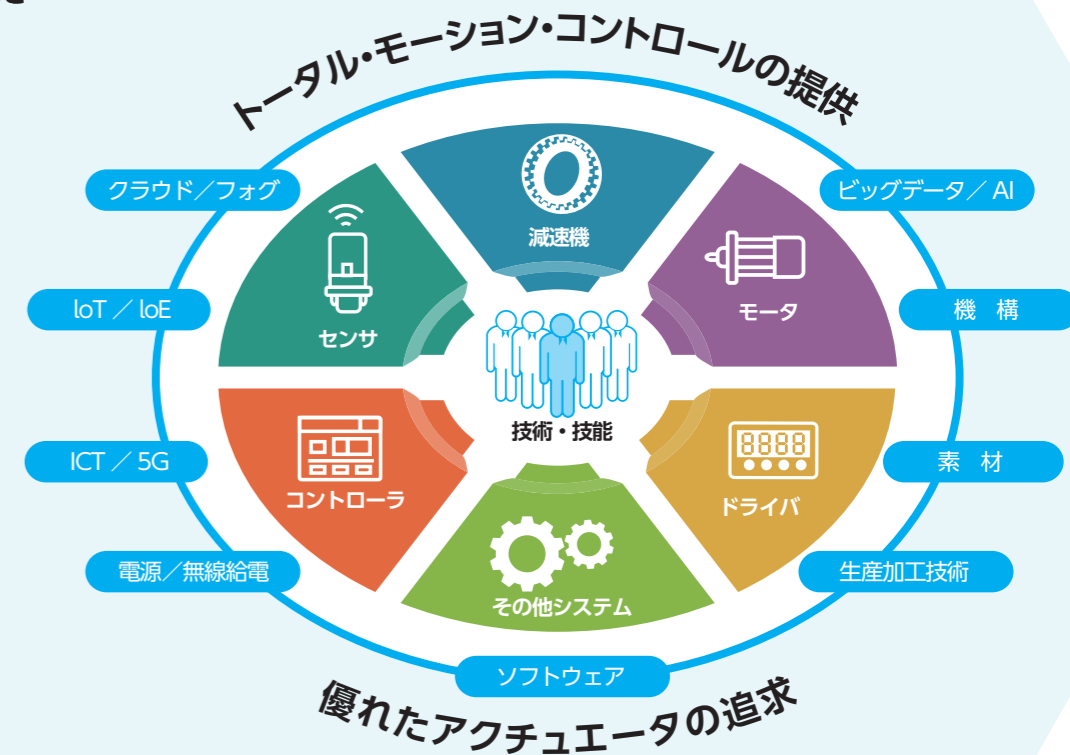 トータル・モーション・コントロールの提供
クラウド／フォグ
ビッグデータ／ AI
減速機
センサ
モータ
IoT ／ IoE
機　構
技術・技能
ICT ／ 5G
素　材
コントローラ
8888
ドライバ
電源／無線給電
生産加工技術
その他システム
ソフトウェア
優れたアクチュエータの追求